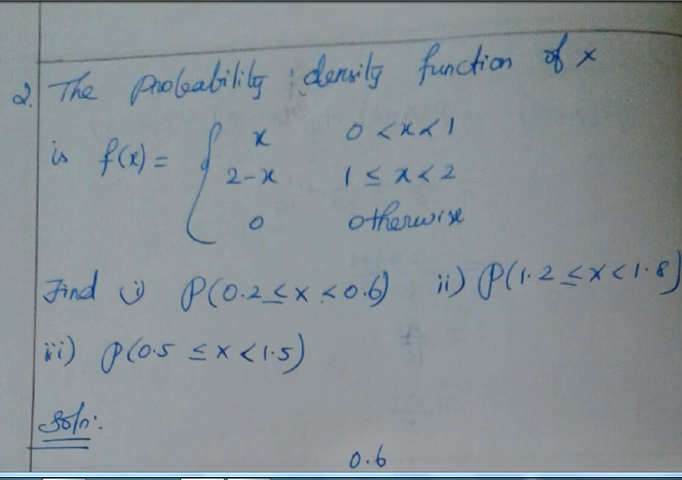 2. The probability density function of x
is f(x) = { x 0 < x < 1
2-x 1 ≤ x < 2
0 otherwise
Find i) P(0.2 ≤ x < 0.6) ii) P(1.2 ≤ x < 1.8)
iii) P(0.5 ≤ x < 1.5)
Soln:
0.6